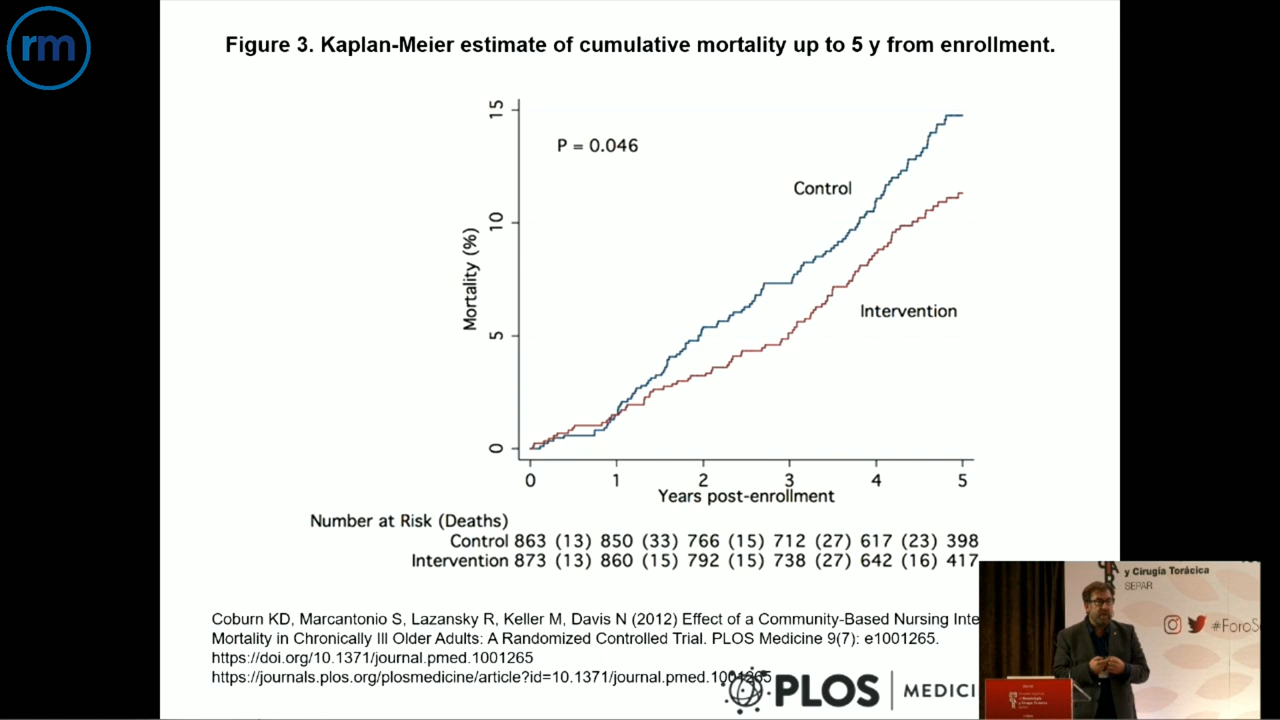 rm
Figure 3. Kaplan-Meier estimate of cumulative mortality up to 5 y from enrollment.
15
10
5
0
Mortality (%)
P = 0.046
Control
Intervention
0 1 2 3 4 5
Years post-enrollment
Number at Risk (Deaths)
Control 863 (13) 850 (33) 766 (15) 712 (27) 617 (23) 398
Intervention 873 (13) 860 (15) 792 (15) 738 (27) 642 (16) 417
Coburn KD, Marcantonio S, Lazansky R, Keller M, Davis N (2012) Effect of a Community-Based Nursing Inte
Mortality in Chronically Ill Older Adults: A Randomized Controlled Trial. PLOS Medicine 9(7): e1001265.
https://doi.org/10.1371/journal.pmed.1001265
https://journals.plos.org/plosmedicine/article?id=10.1371/journal.pmed.1001265
PLOS MEDICI
y Cirugía Torácica
SEPAR
#ForoS